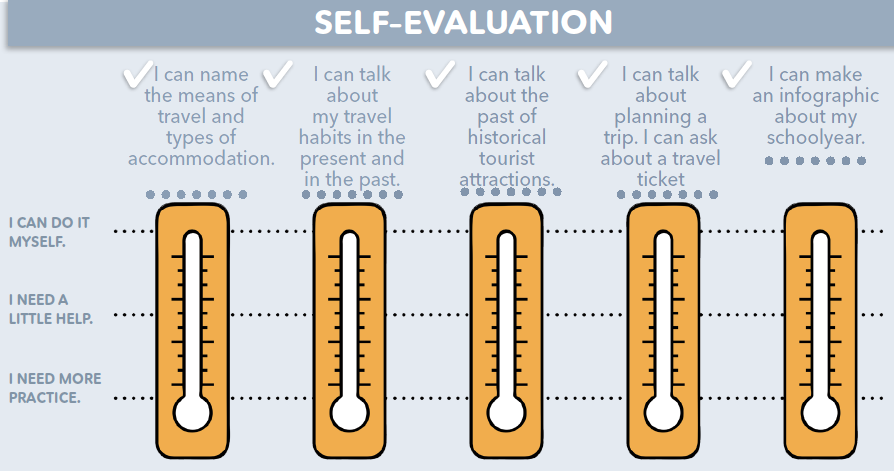 SELF-EVALUATION
I can name
the means of
travel and
types of
accommodation.
I can talk
about
my travel
habits in the
present and
in the past.
I can talk
about the
past of
historical
tourist
attractions.
I can talk
about
planning a
trip. I can ask
about a travel
ticket
I can make
an infographic
about my
schoolyear.
I CAN DO IT
MYSELF.
I NEED A
LITTLE HELP.
I NEED MORE
PRACTICE.